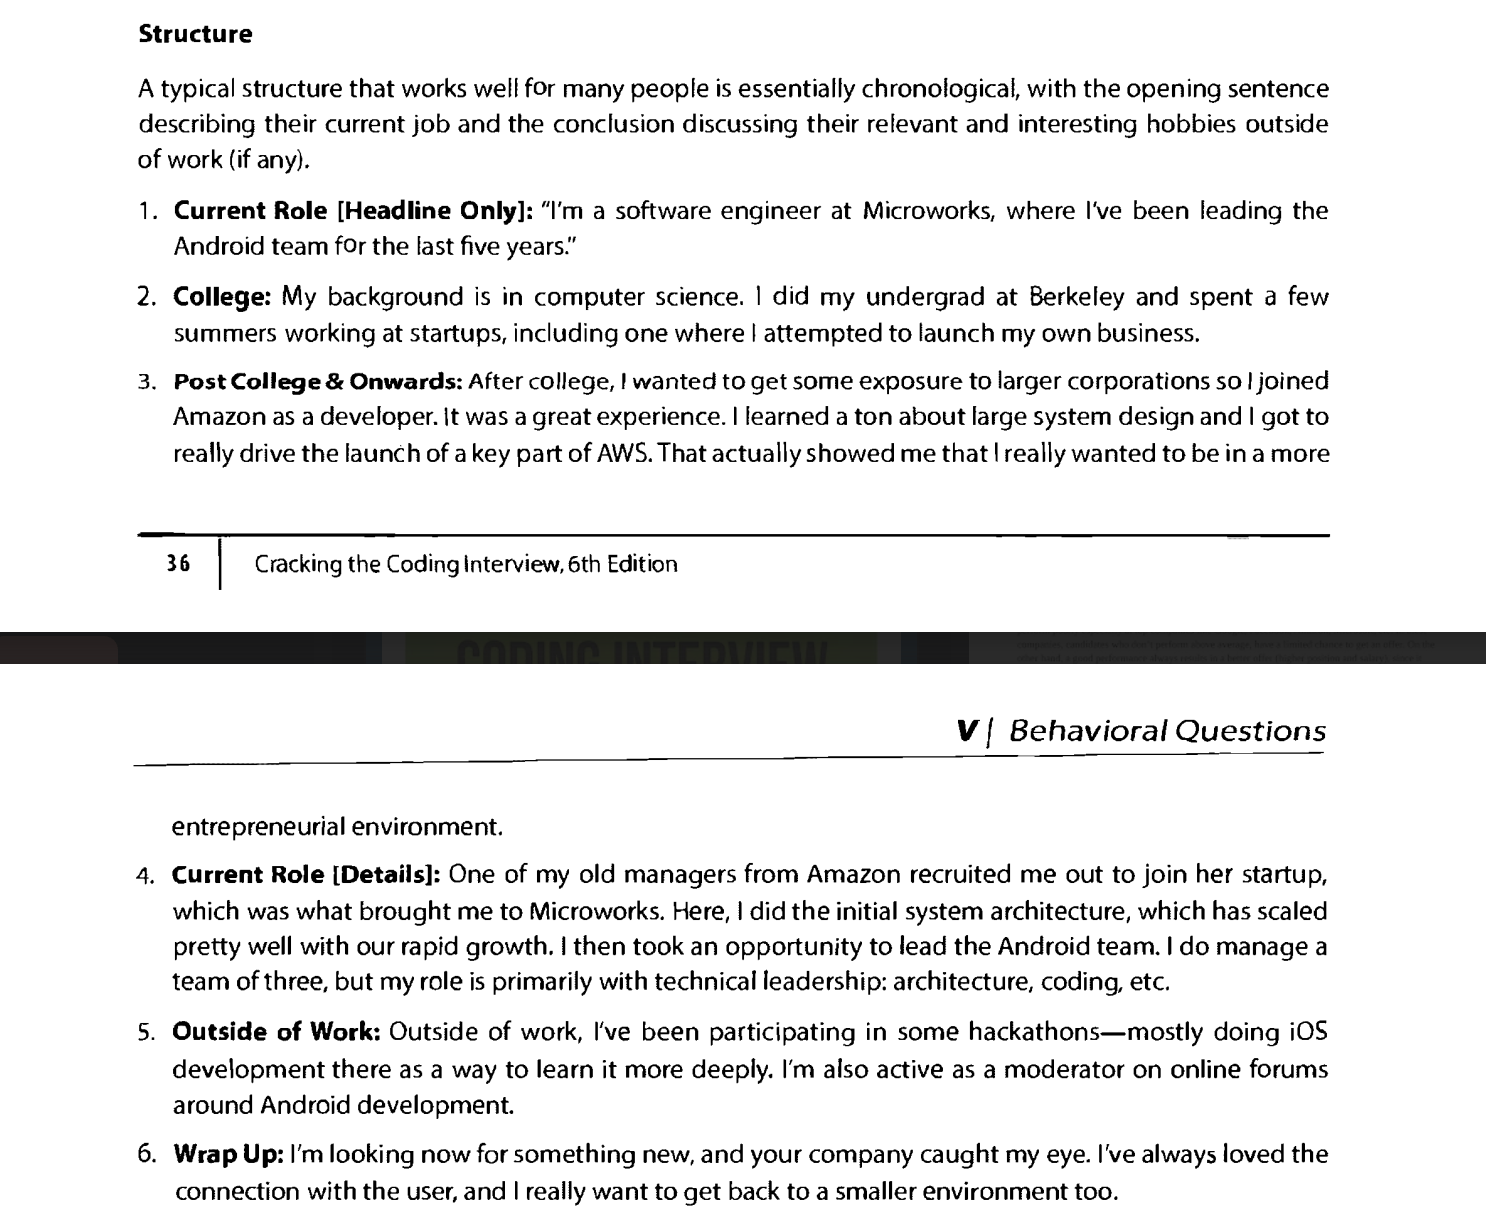 Structure
A typical structure that works well for many people is essentially chronological, with the opening sentence
describing their current job and the conclusion discussing their relevant and interesting hobbies outside
of work (if any).
1. Current Role [Headline Only]: "I'm a software engineer at Microworks, where I've been leading the
Android team for the last five years."
2. College: My background is in computer science. I did my undergrad at Berkeley and spent a few
summers working at startups, including one where I attempted to launch my own business.
3. Post College & Onwards: After college, I wanted to get some exposure to larger corporations so I joined
Amazon as a developer. It was a great experience. I learned a ton about large system design and I got to
really drive the launch of a key part of AWS. That actually showed me that I really wanted to be in a more
36 | Cracking the Coding Interview, 6th Edition
CODING INTERVIEW
V | Behavioral Questions
entrepreneurial environment.
4. Current Role [Details]: One of my old managers from Amazon recruited me out to join her startup,
which was what brought me to Microworks. Here, I did the initial system architecture, which has scaled
pretty well with our rapid growth. I then took an opportunity to lead the Android team. I do manage a
team of three, but my role is primarily with technical leadership: architecture, coding, etc.
5. Outside of Work: Outside of work, I've been participating in some hackathons—mostly doing iOS
development there as a way to learn it more deeply. I'm also active as a moderator on online forums
around Android development.
6. Wrap Up: I'm looking now for something new, and your company caught my eye. I've always loved the
connection with the user, and I really want to get back to a smaller environment too.